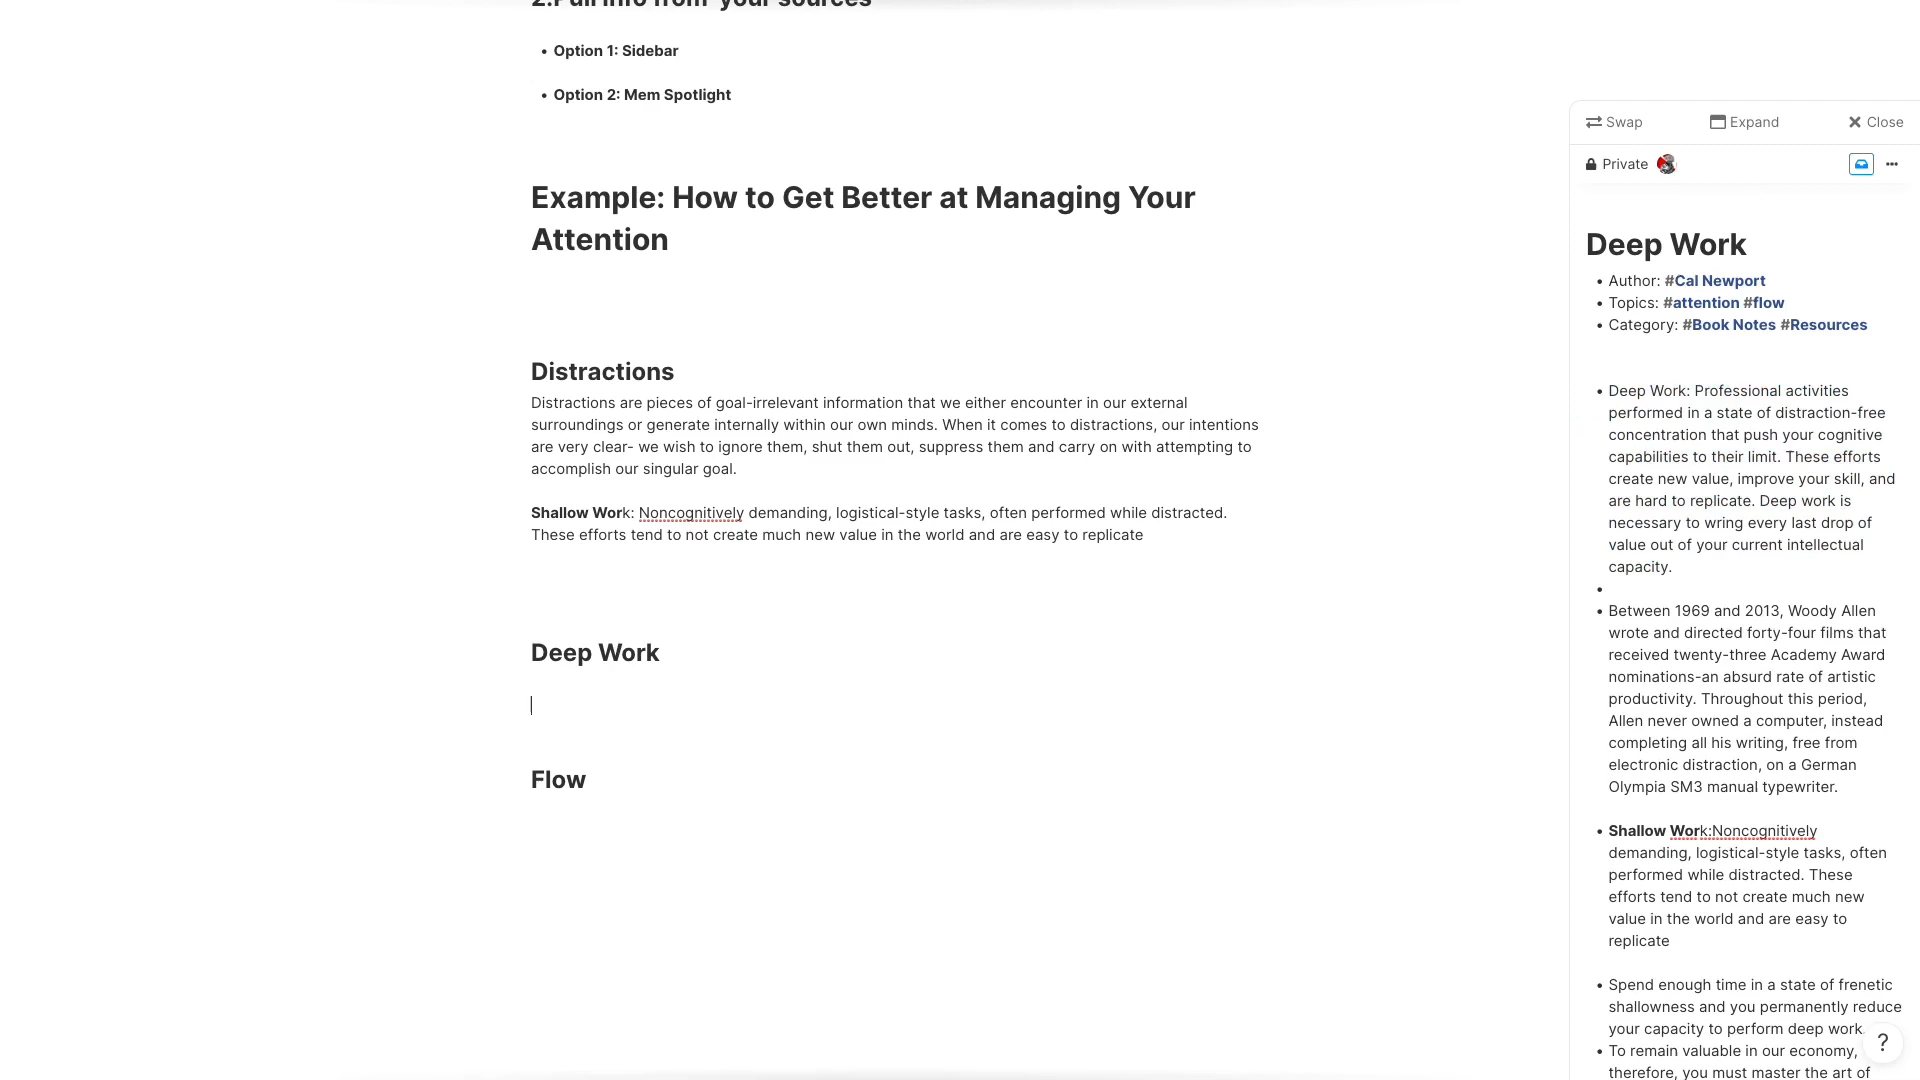 2.Pull info from your sources
• Option 1: Sidebar
• Option 2: Mem Spotlight
Example: How to Get Better at Managing Your
Attention
Distractions
Distractions are pieces of goal-irrelevant information that we either encounter in our external
surroundings or generate internally within our own minds. When it comes to distractions, our intentions
are very clear- we wish to ignore them, shut them out, suppress them and carry on with attempting to
accomplish our singular goal.
Shallow Work: Noncognitively demanding, logistical-style tasks, often performed while distracted.
These efforts tend to not create much new value in the world and are easy to replicate
Deep Work
Flow
Swap Expand Close
Private
Deep Work
• Author: #Cal Newport
• Topics: #attention #flow
• Category: #Book Notes #Resources
• Deep Work: Professional activities
performed in a state of distraction-free
concentration that push your cognitive
capabilities to their limit. These efforts
create new value, improve your skill, and
are hard to replicate. Deep work is
necessary to wring every last drop of
value out of your current intellectual
capacity.
•
• Between 1969 and 2013, Woody Allen
wrote and directed forty-four films that
received twenty-three Academy Award
nominations-an absurd rate of artistic
productivity. Throughout this period,
Allen never owned a computer, instead
completing all his writing, free from
electronic distraction, on a German
Olympia SM3 manual typewriter.
• Shallow Work:Noncognitively
demanding, logistical-style tasks, often
performed while distracted. These
efforts tend to not create much new
value in the world and are easy to
replicate
• Spend enough time in a state of frenetic
shallowness and you permanently reduce
your capacity to perform deep work.
• To remain valuable in our economy,
therefore, you must master the art of
?